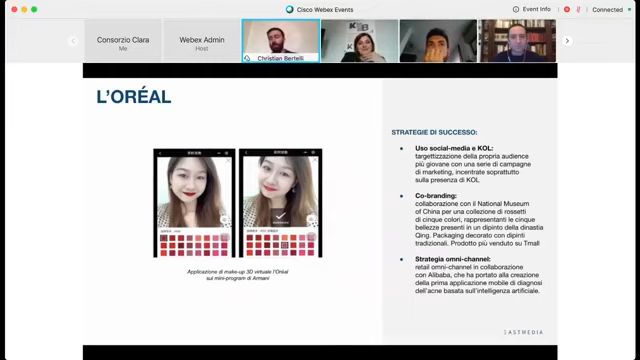 Cisco Webex Events
Event Info
Connected
Consorzio Clara
Me
Webex Admin
Host
Christian Bertelli
L'ORÉAL
STRATEGIE DI SUCCESSO:
Uso social-media e KOL:
targettizzazione della propria audience
più giovane con una serie di campagne
di marketing, incentrate soprattutto
sulla presenza di KOL
Co-branding:
collaborazione con il National Museum
of China per una collezione di rossetti
di cinque colori, rappresentanti le cinque
bellezze presenti in un dipinto della dinastia
Qing. Packaging decorato con dipinti
tradizionali. Prodotto più venduto su Tmall
Strategia omni-channel:
retail omni-channel in collaborazione
con Alibaba, che ha portato alla creazione
della prima applicazione mobile di diagnosi
dell'acne basata sull'intelligenza artificiale.
Applicazione di make-up 3D virtuale l'Oréal
sui mini-program di Armani
ASTMEDIA